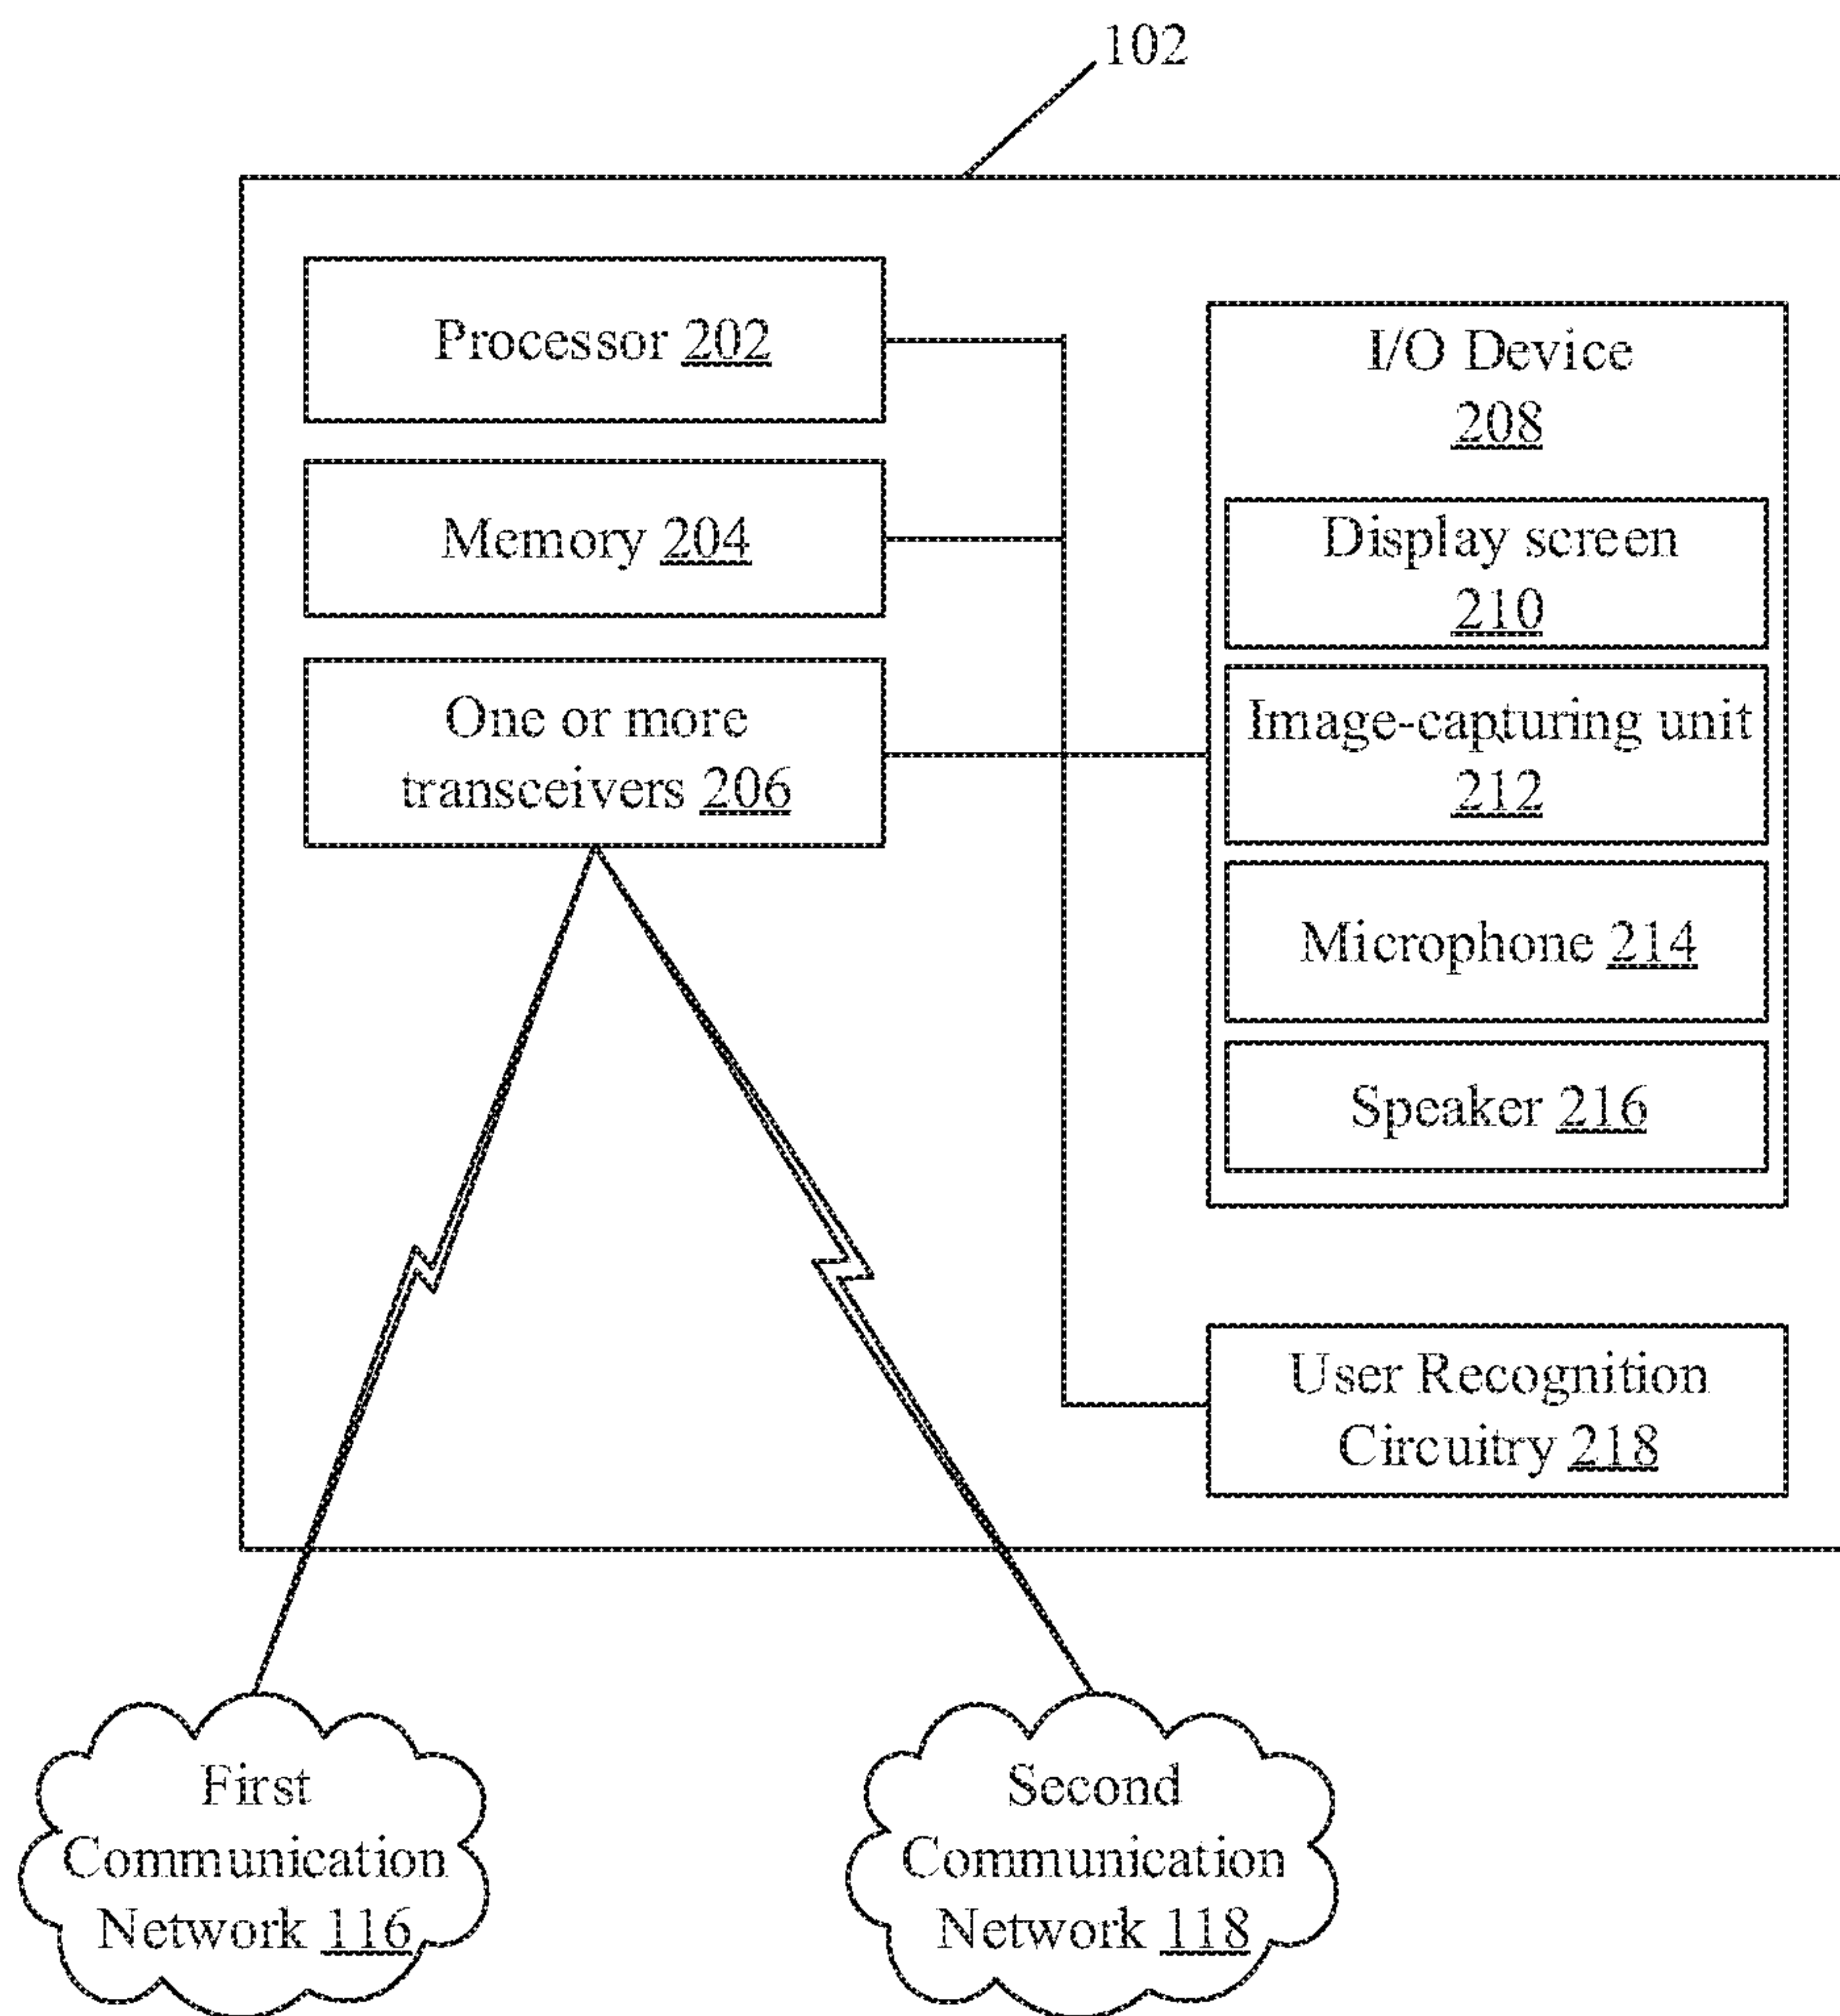 102
Processor 202
Memory 204
One or more
transceivers 206
I/O Device
208
Display screen
210
Image-capturing unit
212
Microphone 214
Speaker 216
User Recognition
Circuitry 218
First
Communication
Network 116
Second
Communication
Network 118